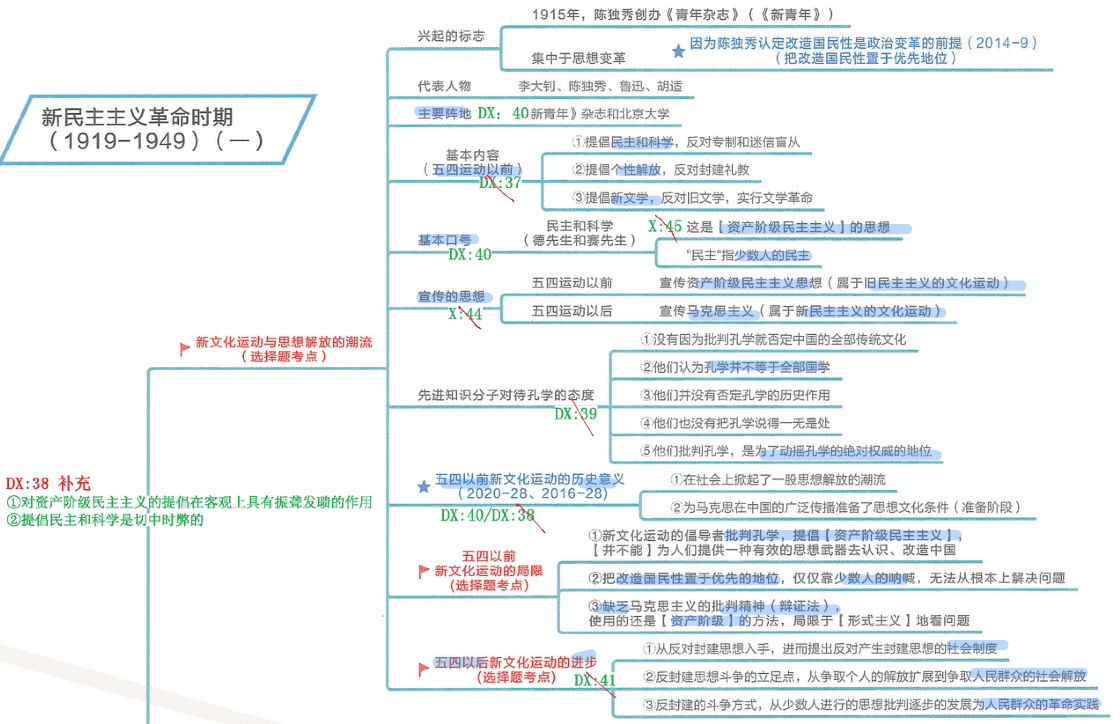 新民主主义革命时期
（1919-1949）（一）
新文化运动与思想解放的潮流
（选择题考点）
DX:38 补充
①对资产阶级民主主义的提倡在客观上具有振聋发聩的作用
②提倡民主和科学是切中时弊的
兴起的标志
1915年，陈独秀创办《青年杂志》（《新青年》）
集中于思想变革
因为陈独秀认定改造国民性是政治变革的前提（2014-9）
（把改造国民性置于优先地位）
代表人物
李大钊、陈独秀、鲁迅、胡适
主要阵地
DX: 40
新青年》杂志和北京大学
基本内容
（五四运动以前）
DX:37
①提倡民主和科学，反对专制和迷信盲从
②提倡个性解放，反对封建礼教
③提倡新文学，反对旧文学，实行文学革命
基本口号
DX:40
民主和科学
（德先生和赛先生）
X:45
这是【资产阶级民主主义】的思想
"民主"指少数人的民主
宣传的思想
X:44
五四运动以前
宣传资产阶级民主主义思想（属于旧民主主义的文化运动）
五四运动以后
宣传马克思主义（属于新民主主义的文化运动）
先进知识分子对待孔学的态度
DX:39
①没有因为批判孔学就否定中国的全部传统文化
②他们认为孔学并不等于全部国学
③他们并没有否定孔学的历史作用
④他们也没有把孔学说得一无是处
⑤他们批判孔学，是为了动摇孔学的绝对权威的地位
五四以前新文化运动的历史意义
（2020-28、2016-28）
DX:40/DX:38
①在社会上掀起了一股思想解放的潮流
②为马克思在中国的广泛传播准备了思想文化条件（准备阶段）
五四以前
新文化运动的局限
（选择题考点）
①新文化运动的倡导者批判孔学，提倡【资产阶级民主主义】，
【并不能】为人们提供一种有效的思想武器去认识、改造中国
②把改造国民性置于优先的地位，仅仅靠少数人的呐喊，无法从根本上解决问题
③缺乏马克思主义的批判精神（辩证法），
使用的还是【资产阶级】的方法，局限于【形式主义】地看问题
五四以后新文化运动的进步
（选择题考点）
DX:41
①从反对封建思想入手，进而提出反对产生封建思想的社会制度
②反封建思想斗争的立足点，从争取个人的解放扩展到争取人民群众的社会解放
③反封建的斗争方式，从少数人进行的思想批判逐步的发展为人民群众的革命实践